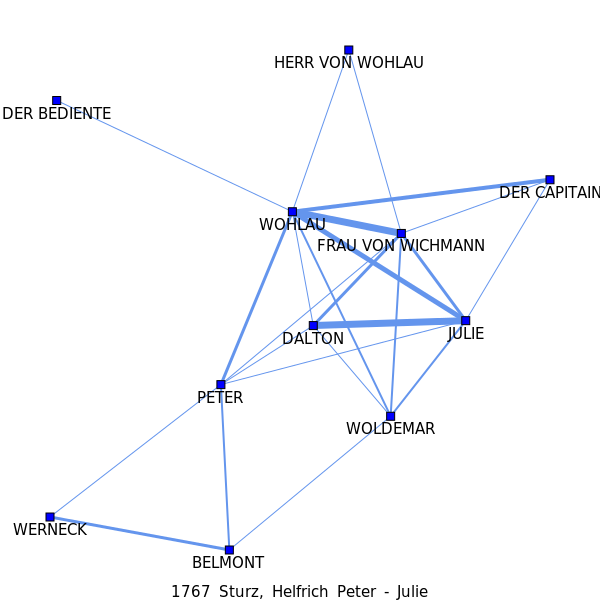 HERR VON WOHLAU
DER BEDIENTE
DER CAPITAIN
WOHLAU
FRAU VON WICHMANN
DALTON
JULIE
PETER
WOLDEMAR
WERNECK
BELMONT
1767 Sturz, Helfrich Peter - Julie